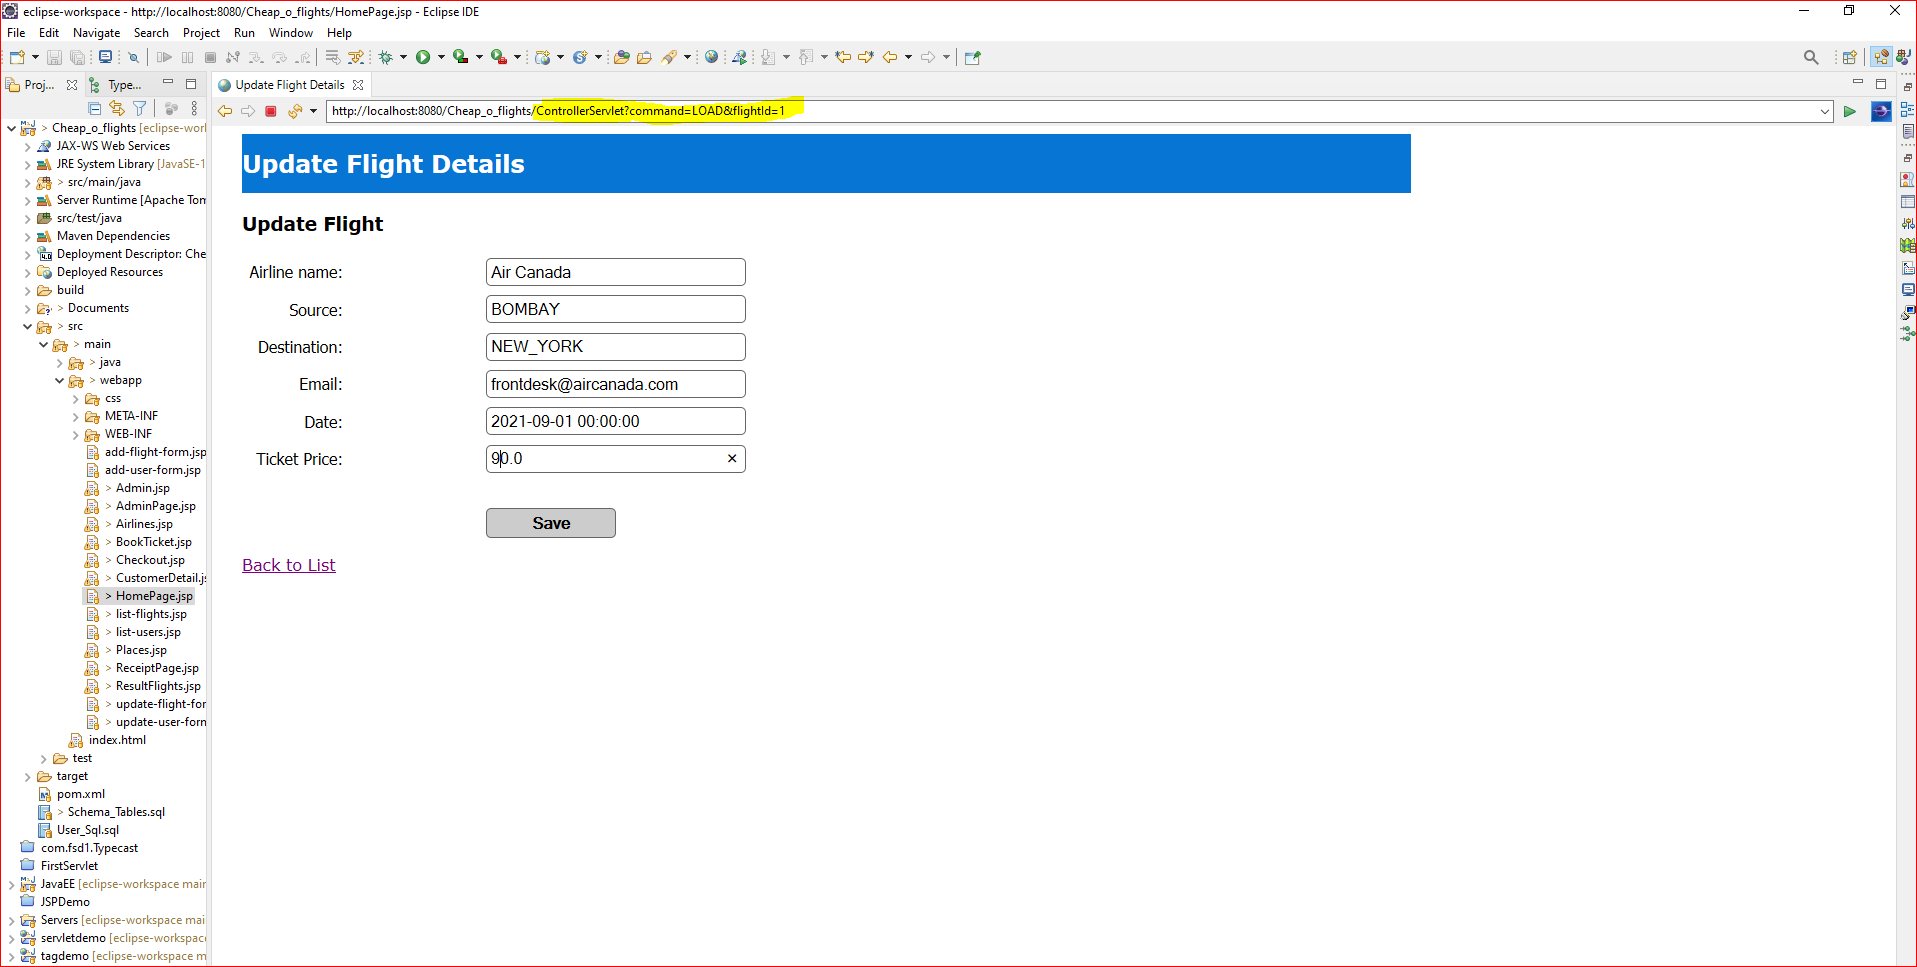 eclipse-workspace - http://localhost:8080/Cheap_o_flights/HomePage.jsp - Eclipse IDE
File Edit Navigate Search Project Run Window Help
Proj... Type...
Update Flight Details
http://localhost:8080/Cheap_o_flights/ControllerServlet?command=LOAD&flightId=1
> Cheap_o_flights [eclipse-worl
JAX-WS Web Services
JRE System Library [JavaSE-1
> src/main/java
Server Runtime [Apache Tom
src/test/java
Maven Dependencies
Deployment Descriptor: Che
Deployed Resources
build
> Documents
> src
> main
> java
> webapp
css
META-INF
WEB-INF
add-flight-form.jsp
add-user-form.jsp
> Admin.jsp
> AdminPage.jsp
> Airlines.jsp
> BookTicket.jsp
> Checkout.jsp
> CustomerDetail.js
> HomePage.jsp
> list-flights.jsp
> list-users.jsp
> Places.jsp
> ReceiptPage.jsp
> ResultFlights.jsp
> update-flight-for
> update-user-forn
index.html
test
target
pom.xml
> Schema_Tables.sql
User_Sql.sql
com.fsd1.Typecast
FirstServlet
JavaEE [eclipse-workspace mair
JSPDemo
Servers [eclipse-workspace mai
servletdemo [eclipse-workspace
tagdemo [eclipse-workspace m
Update Flight Details
Update Flight
Airline name: Air Canada
Source: BOMBAY
Destination: NEW_YORK
Email: frontdesk@aircanada.com
Date: 2021-09-01 00:00:00
Ticket Price: 90.0
Save
Back to List